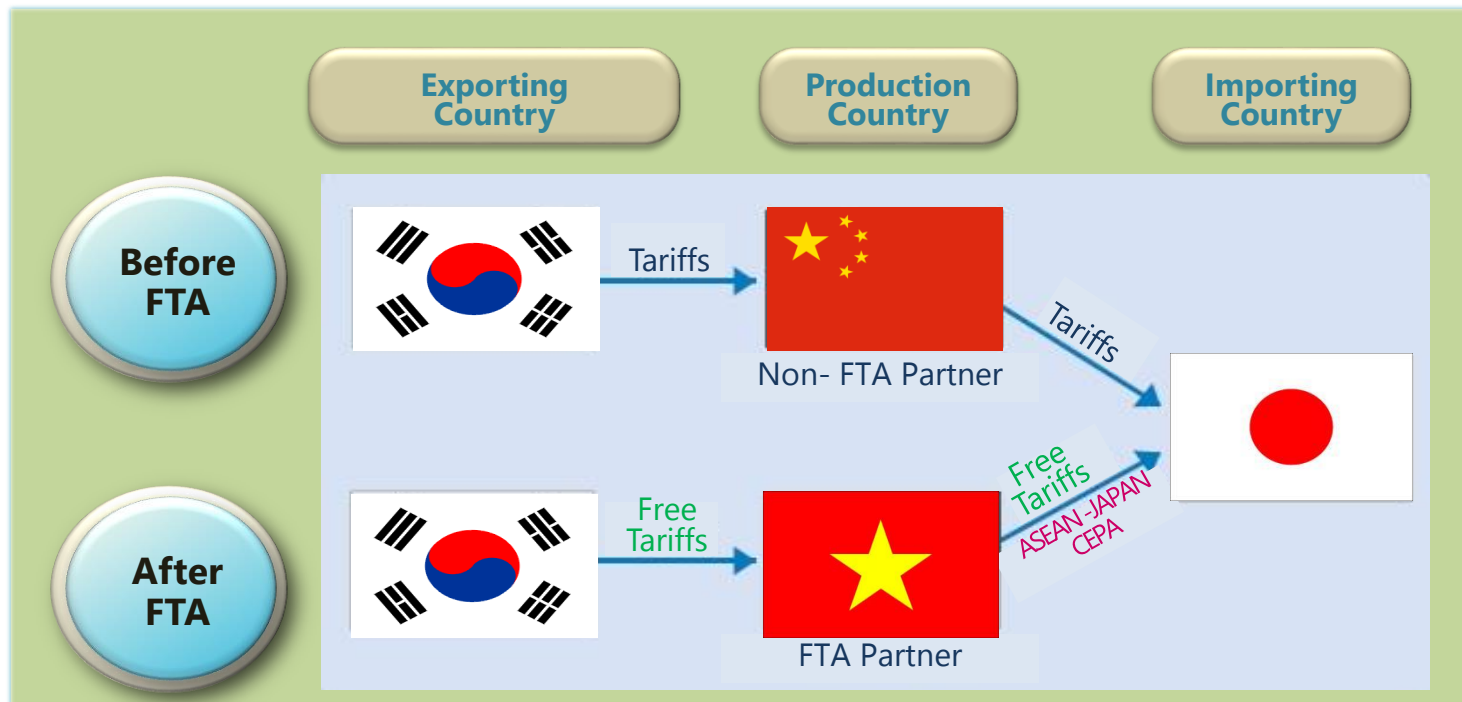 Exporting
Country
Production
Country
Importing
Country
Before
FTA
Tariffs
Non- FTA Partner
Tariffs
After
FTA
Free
Tariffs
FTA Partner
Free
Tariffs
ASEAN -JAPAN
CEPA